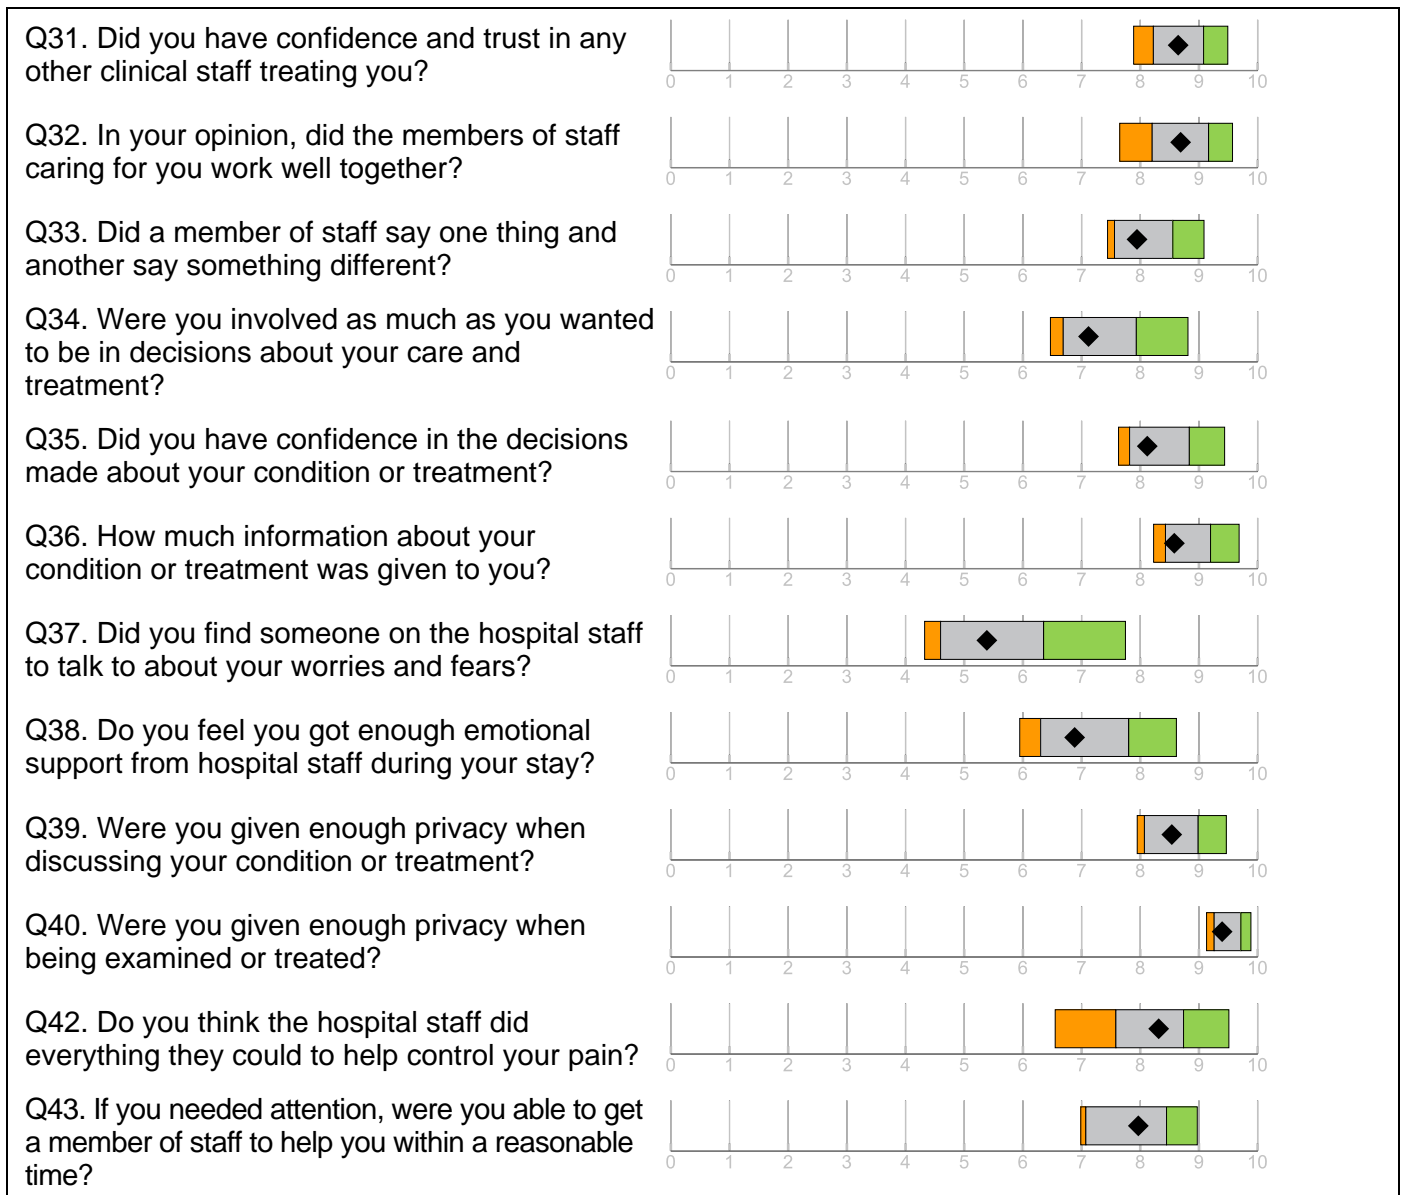 Q31. Did you have confidence and trust in any
other clinical staff treating you?
0 1 2 3 4 5 6 7 8 9 10
Q32. In your opinion, did the members of staff
caring for you work well together?
0 1 2 3 4 5 6 7 8 9 10
Q33. Did a member of staff say one thing and
another say something different?
0 1 2 3 4 5 6 7 8 9 10
Q34. Were you involved as much as you wanted
to be in decisions about your care and
treatment?
0 1 2 3 4 5 6 7 8 9 10
Q35. Did you have confidence in the decisions
made about your condition or treatment?
0 1 2 3 4 5 6 7 8 9 10
Q36. How much information about your
condition or treatment was given to you?
0 1 2 3 4 5 6 7 8 9 10
Q37. Did you find someone on the hospital staff
to talk to about your worries and fears?
0 1 2 3 4 5 6 7 8 9 10
Q38. Do you feel you got enough emotional
support from hospital staff during your stay?
0 1 2 3 4 5 6 7 8 9 10
Q39. Were you given enough privacy when
discussing your condition or treatment?
0 1 2 3 4 5 6 7 8 9 10
Q40. Were you given enough privacy when
being examined or treated?
0 1 2 3 4 5 6 7 8 9 10
Q42. Do you think the hospital staff did
everything they could to help control your pain?
0 1 2 3 4 5 6 7 8 9 10
Q43. If you needed attention, were you able to get
a member of staff to help you within a reasonable
time?
0 1 2 3 4 5 6 7 8 9 10